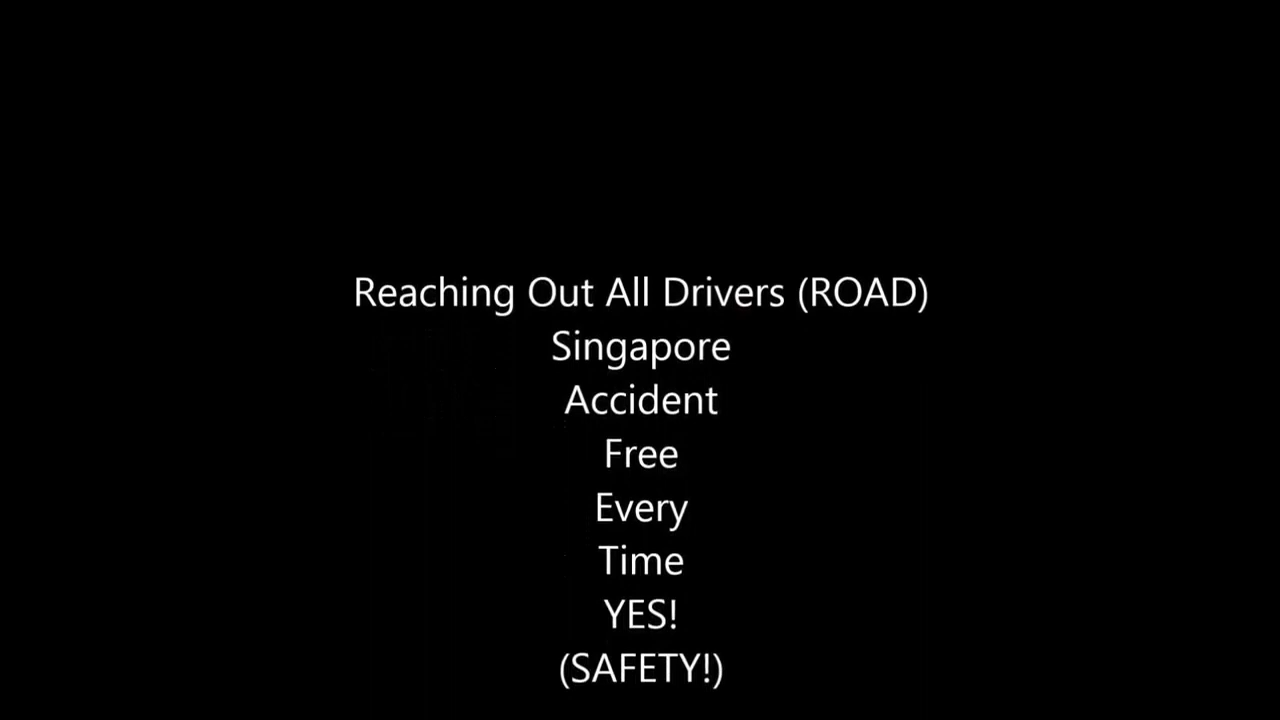 Reaching Out All Drivers (ROAD)
Singapore
Accident
Free
Every
Time
YES!
(SAFETY!)